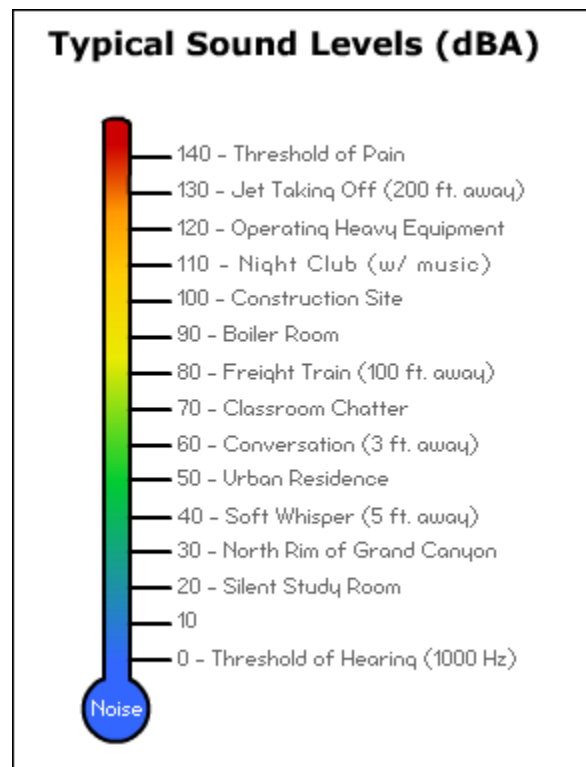 Typical Sound Levels (dBA)
140 - Threshold of Pain
130 - Jet Taking Off (200 ft. away)
120 - Operating Heavy Equipment
110 - Night Club (w/ music)
100 - Construction Site
90 - Boiler Room
80 - Freight Train (100 ft. away)
70 - Classroom Chatter
60 - Conversation (3 ft. away)
50 - Urban Residence
40 - Soft Whisper (5 ft. away)
30 - North Rim of Grand Canyon
20 - Silent Study Room
10
0 - Threshold of Hearing (1000 Hz)
Noise